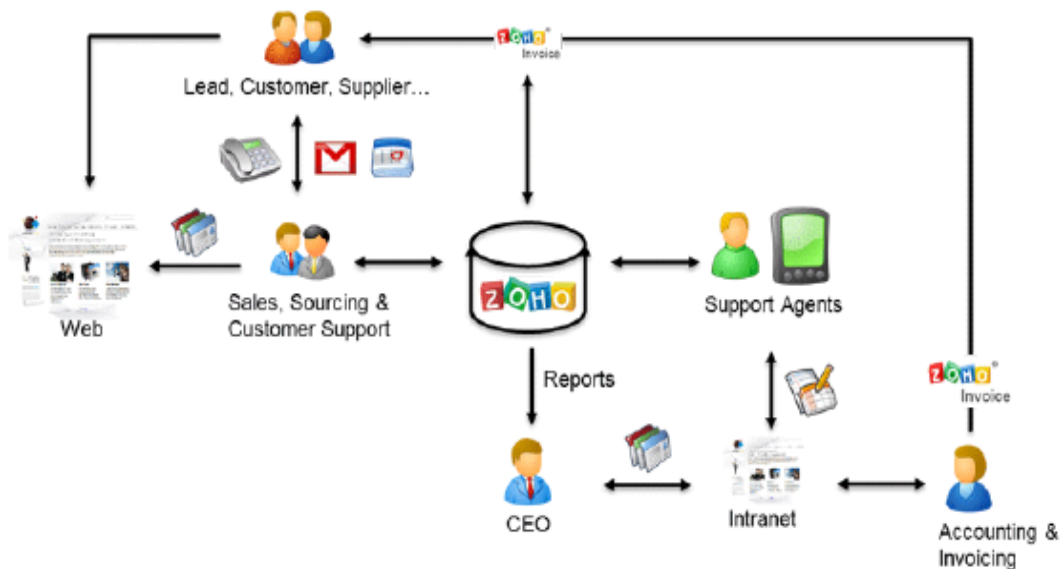 ZOHO®
Invoice
Lead, Customer, Supplier...
ZOHO
Web
Sales, Sourcing &
Customer Support
Support Agents
Reports
ZOHO®
Invoice
CEO
Intranet
Accounting &
Invoicing